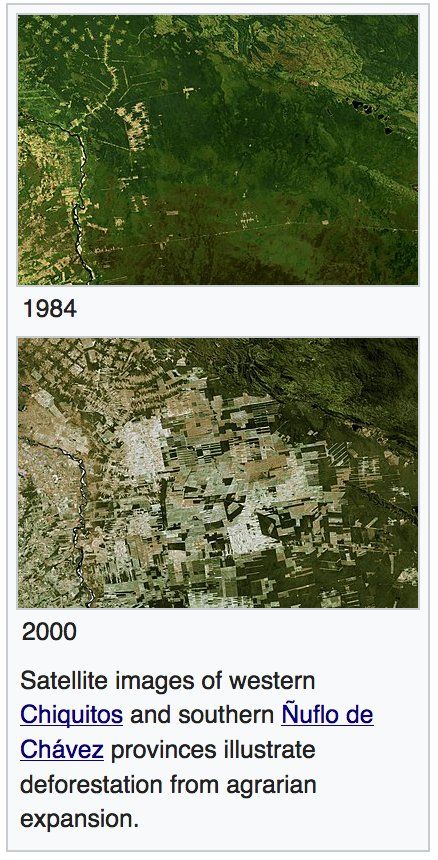 1984
2000
Satellite images of western
Chiquitos and southern Ñuflo de
Chávez provinces illustrate
deforestation from agrarian
expansion.